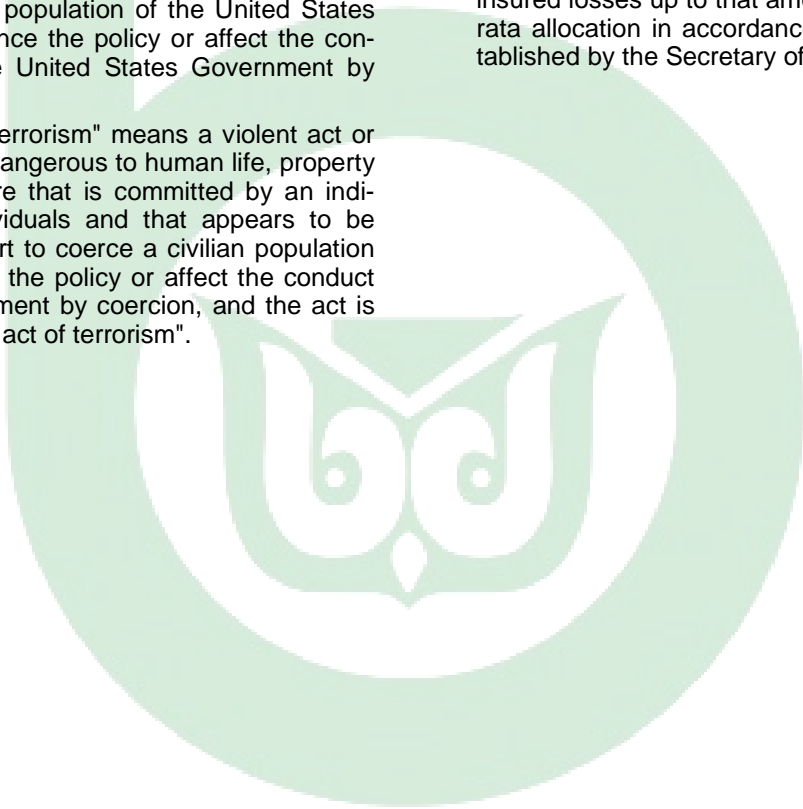 population of the United States
nce the policy or affect the con-
United States Government by
errorism" means a violent act or
angerous to human life, property
re that is committed by an indi-
viduals and that appears to be
rt to coerce a civilian population
the policy or affect the conduct
ment by coercion, and the act is
act of terrorism".
insured losses up to that amo
rata allocation in accordance
tablished by the Secretary of